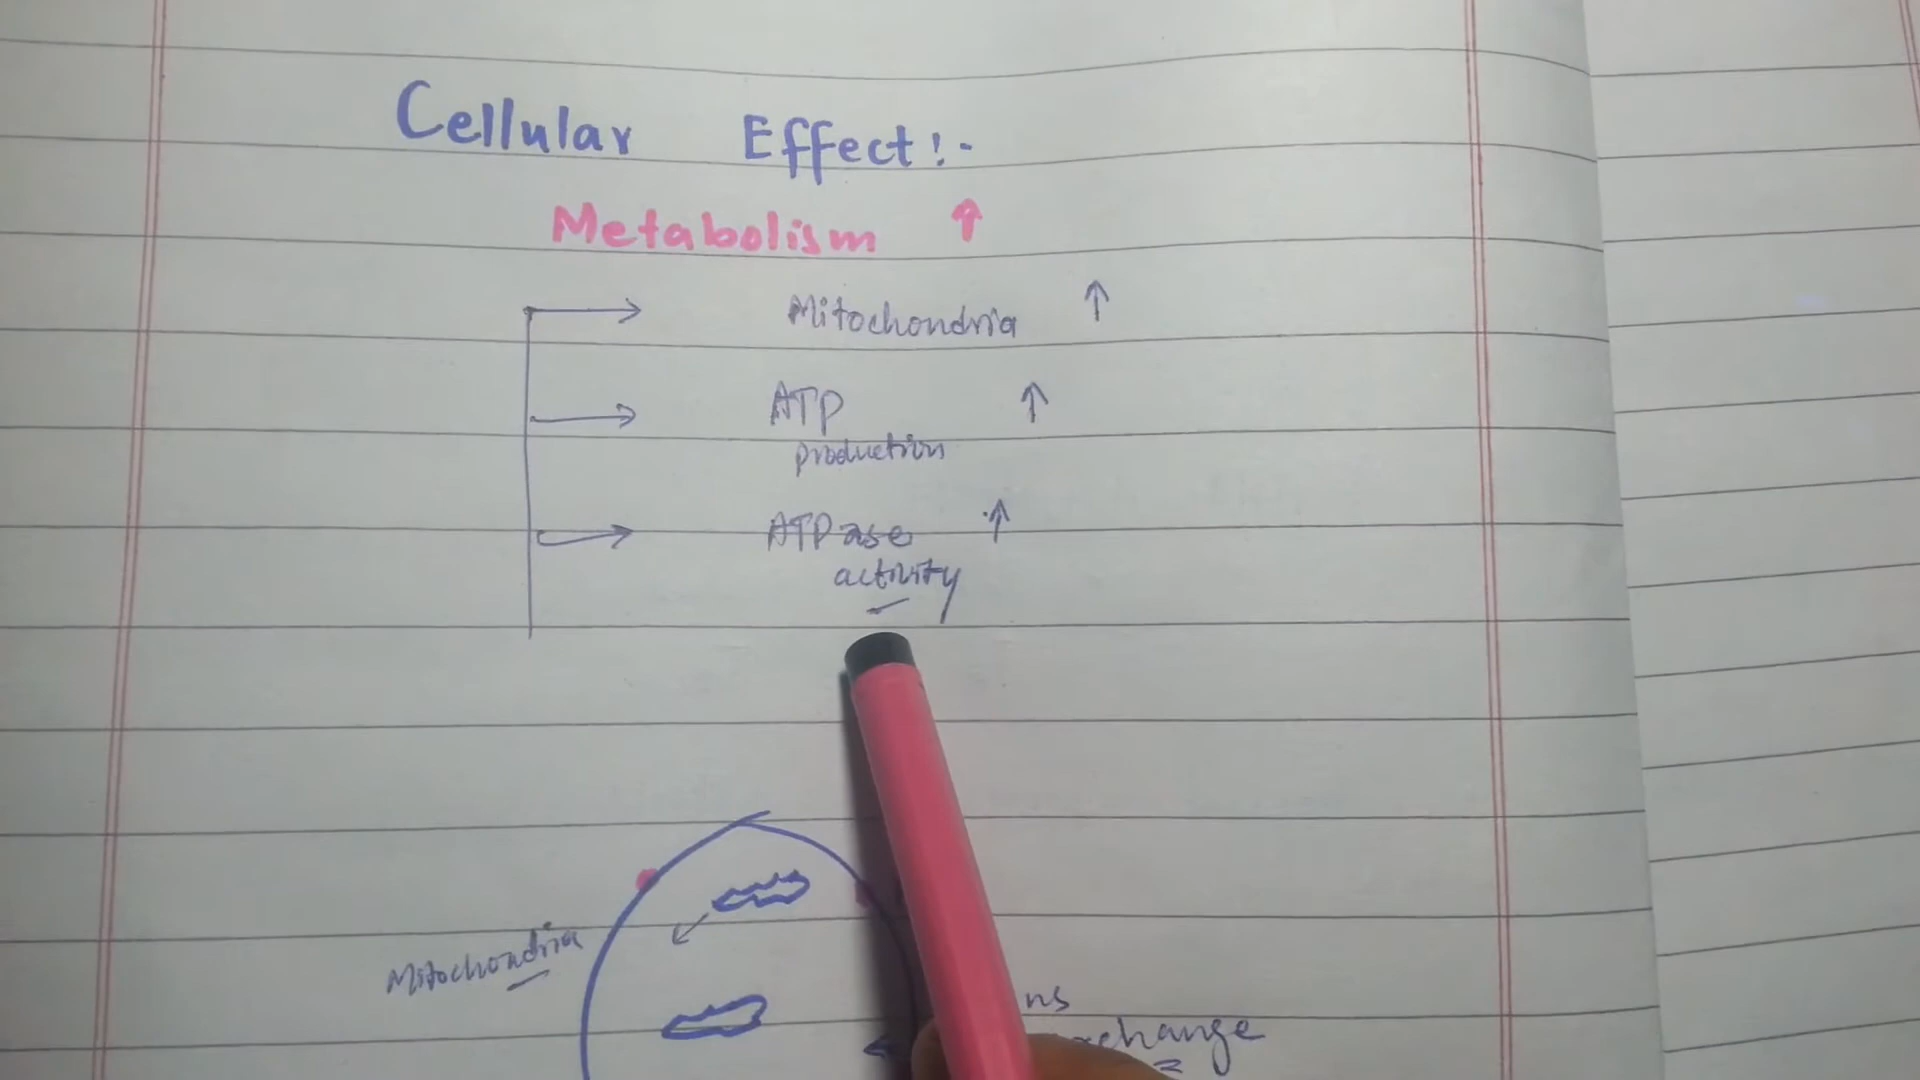 Cellular Effect :-
Metabolism ↑
Mitochondria ↑
ATP ↑
production
ATPase ↑
activity
Mitochondria